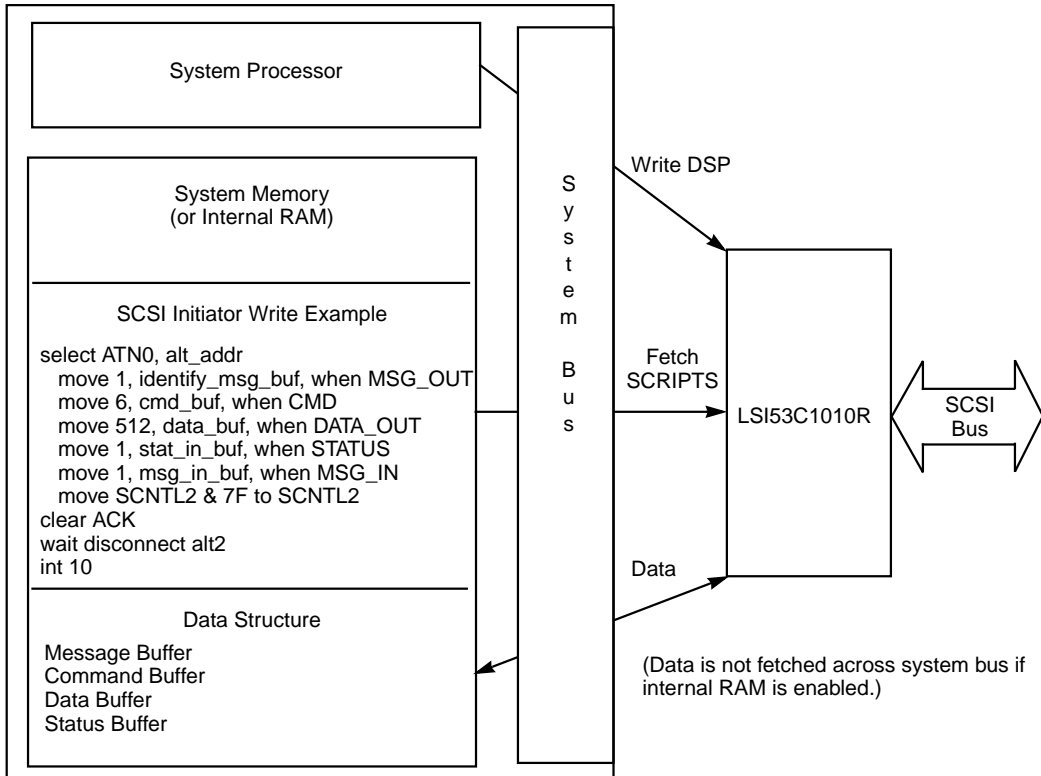 System Processor
System Memory
(or Internal RAM)
SCSI Initiator Write Example
select ATN0, alt_addr
move 1, identify_msg_buf, when MSG_OUT
move 6, cmd_buf, when CMD
move 512, data_buf, when DATA_OUT
move 1, stat_in_buf, when STATUS
move 1, msg_in_buf, when MSG_IN
move SCNTL2 & 7F to SCNTL2
clear ACK
wait disconnect alt2
int 10
Data Structure
Message Buffer
Command Buffer
Data Buffer
Status Buffer
System Bus
Write DSP
Fetch
SCRIPTS
Data
LSI53C1010R
SCSI
Bus
(Data is not fetched across system bus if
internal RAM is enabled.)